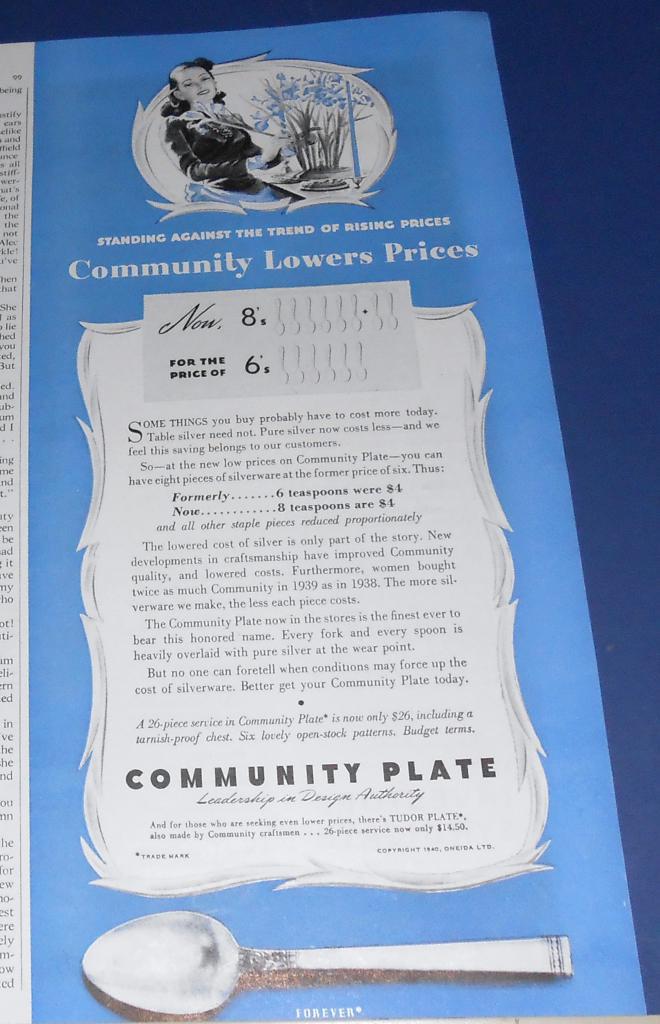 99
being
STANDING AGAINST THE TREND OF RISING PRICES
Community Lowers Prices
Now, 8's
FOR THE
PRICE OF 6's
SOME THINGS you buy probably have to cost more today.
Table silver need not. Pure silver now costs less—and we
feel this saving belongs to our customers.
So—at the new low prices on Community Plate—you can
have eight pieces of silverware at the former price of six. Thus:
Formerly.......6 teaspoons were $4
Now............8 teaspoons are $4
and all other staple pieces reduced proportionately
The lowered cost of silver is only part of the story. New
developments in craftsmanship have improved Community
quality, and lowered costs. Furthermore, women bought
twice as much Community in 1939 as in 1938. The more sil-
verware we make, the less each piece costs.
The Community Plate now in the stores is the finest ever to
bear this honored name. Every fork and every spoon is
heavily overlaid with pure silver at the wear point.
But no one can foretell when conditions may force up the
cost of silverware. Better get your Community Plate today.
•
A 26-piece service in Community Plate* is now only $26, including a
tarnish-proof chest. Six lovely open-stock patterns. Budget terms.
COMMUNITY PLATE
Leadership in Design Authority
And for those who are seeking even lower prices, there's TUDOR PLATE*,
also made by Community craftsmen . . . 26-piece service now only $14.50.
*TRADE MARK
COPYRIGHT 1940, ONEIDA LTD.
FOREVER*